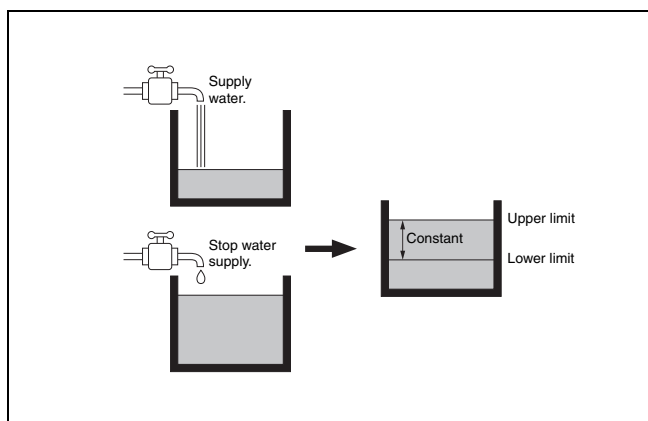 Supply
water.
Stop water
supply.
Upper limit
Constant
Lower limit